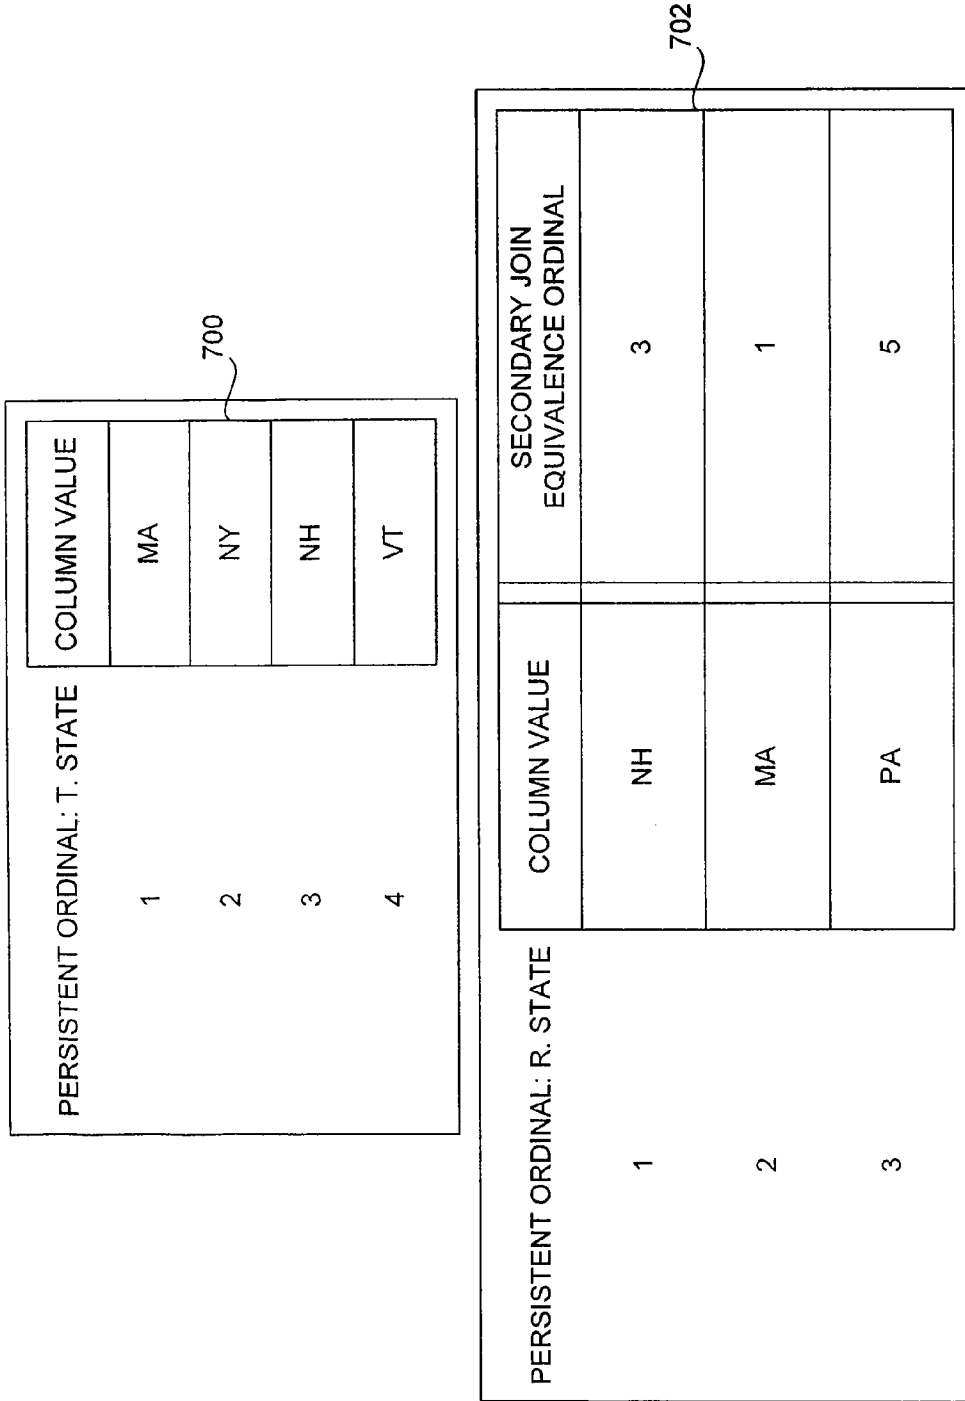 PERSISTENT ORDINAL: T. STATE COLUMN VALUE
1 MA
2 NY
3 NH
4 VT
700
PERSISTENT ORDINAL: R. STATE COLUMN VALUE SECONDARY JOIN
EQUIVALENCE ORDINAL
1 NH 3
2 MA 1
3 PA 5
702